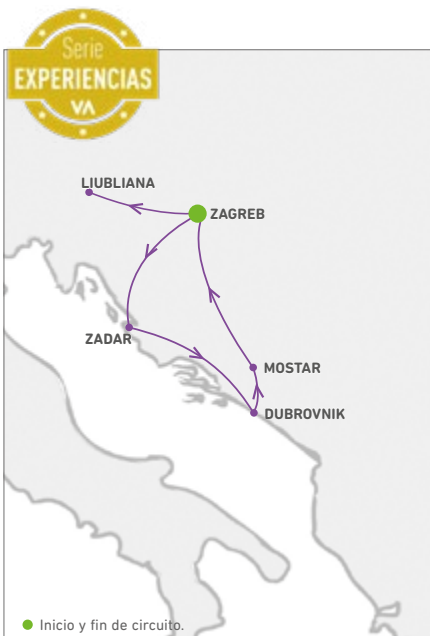 Serie
EXPERIENCIAS
VA
LIUBLIANA
ZAGREB
ZADAR
MOSTAR
DUBROVNIK
Inicio y fin de circuito.